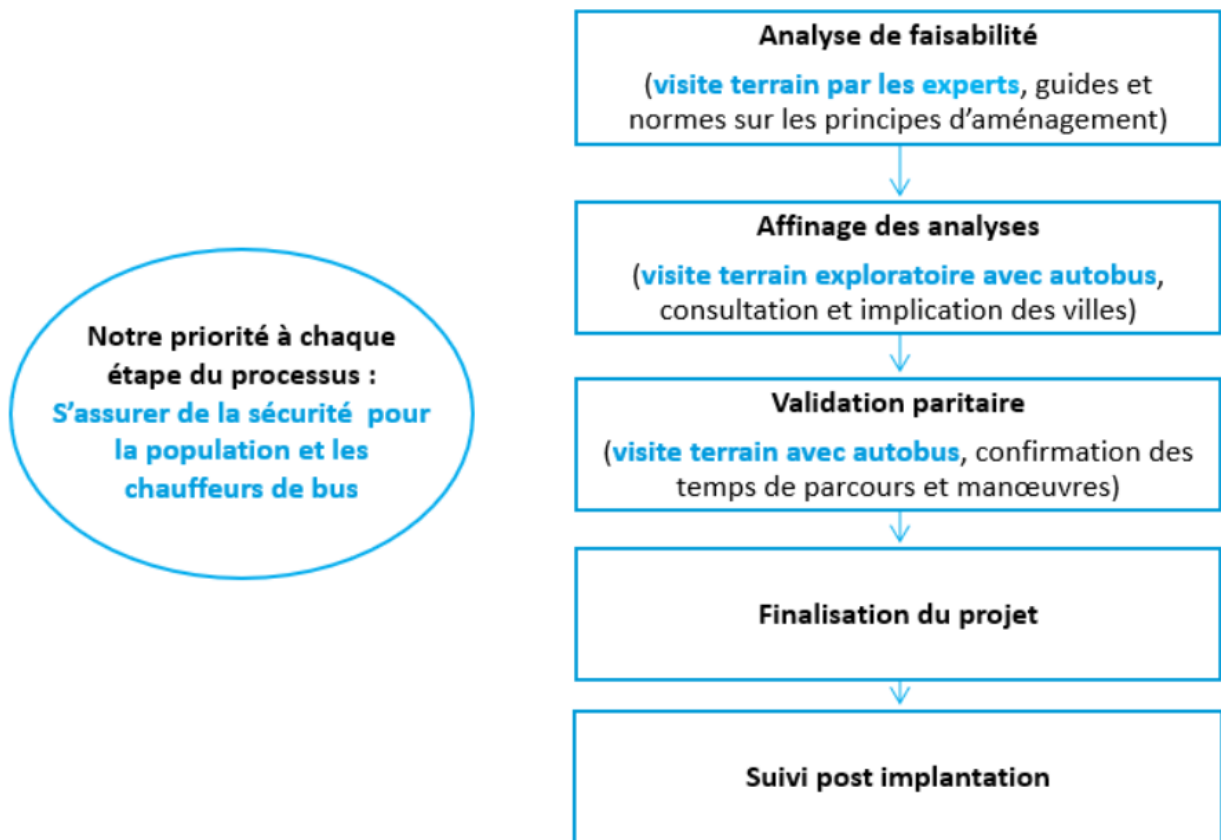 Notre priorité à chaque
étape du processus :
S'assurer de la sécurité pour
la population et les
chauffeurs de bus
Analyse de faisabilité
(visite terrain par les experts, guides et
normes sur les principes d'aménagement)
Affinage des analyses
(visite terrain exploratoire avec autobus,
consultation et implication des villes)
Validation paritaire
(visite terrain avec autobus, confirmation des
temps de parcours et manœuvres)
Finalisation du projet
Suivi post implantation